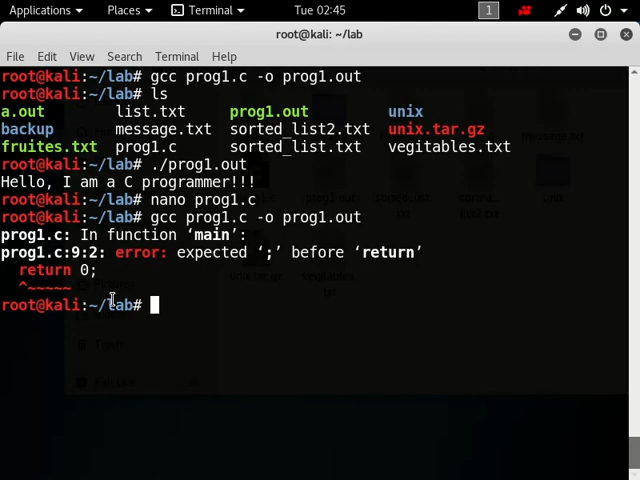 Applications Places Terminal Tue 02:45 1
root@kali: ~/lab
File Edit View Search Terminal Help
root@kali:~/lab# gcc prog1.c -o prog1.out
root@kali:~/lab# ls
a.out list.txt prog1.out unix
backup message.txt sorted_list2.txt unix.tar.gz
fruites.txt prog1.c sorted_list.txt vegitables.txt
root@kali:~/lab# ./prog1.out
Hello, I am a C programmer!!!
root@kali:~/lab# nano prog1.c
root@kali:~/lab# gcc prog1.c -o prog1.out
prog1.c: In function ‘main’:
prog1.c:9:2: error: expected ‘;’ before ‘return’
return 0;
^~~~~~
root@kali:~/lab#
Trash